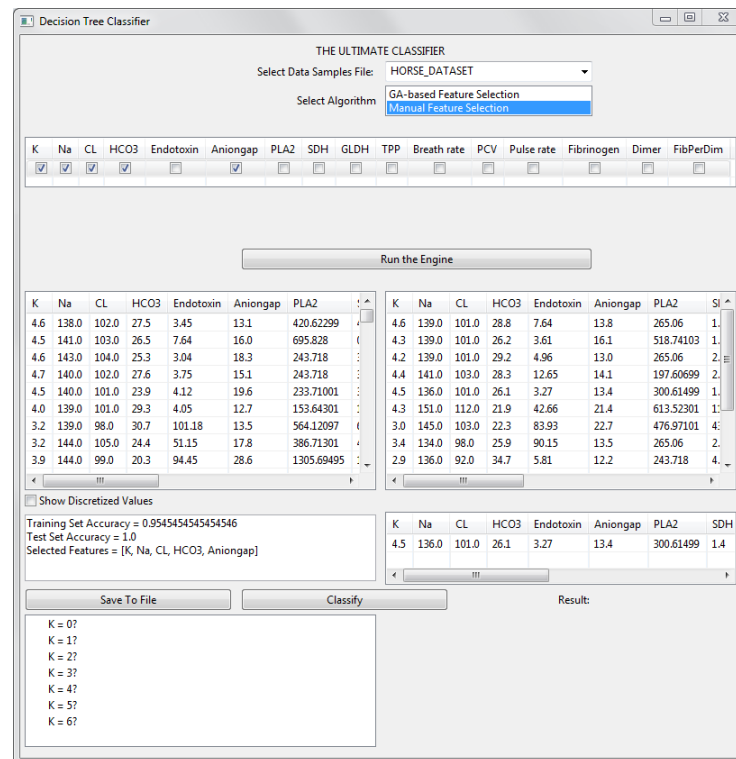 Decision Tree Classifier
THE ULTIMATE CLASSIFIER
Select Data Samples File: HORSE_DATASET
Select Algorithm
GA-based Feature Selection
Manual Feature Selection
K Na CL HCO3 Endotoxin Aniongap PLA2 SDH GLDH TPP Breath rate PCV Pulse rate Fibrinogen Dimer FibPerDim
Run the Engine
K Na CL HCO3 Endotoxin Aniongap PLA2
4.6 138.0 102.0 27.5 3.45 13.1 420.62299
4.5 141.0 103.0 26.5 7.64 16.0 695.828
4.6 143.0 104.0 25.3 3.04 18.3 243.718
4.7 140.0 102.0 27.6 3.75 15.1 243.718
4.5 140.0 101.0 23.9 4.12 19.6 233.71001
4.0 139.0 101.0 29.3 4.05 12.7 153.64301
3.2 139.0 98.0 30.7 101.18 13.5 564.12097
3.2 144.0 105.0 24.4 51.15 17.8 386.71301
3.9 144.0 99.0 20.3 94.45 28.6 1305.69495
K Na CL HCO3 Endotoxin Aniongap PLA2
4.6 139.0 101.0 28.8 7.64 13.8 265.06
4.3 139.0 101.0 26.2 3.61 16.1 518.74103
4.2 139.0 101.0 29.2 4.96 13.0 265.06
4.4 141.0 103.0 28.3 12.65 14.1 197.60699
4.5 136.0 101.0 26.1 3.27 13.4 300.61499
4.3 151.0 112.0 21.9 42.66 21.4 613.52301
3.0 145.0 103.0 22.3 83.93 22.7 476.97101
3.4 134.0 98.0 25.9 90.15 13.5 265.06
2.9 136.0 92.0 34.7 5.81 12.2 243.718
Show Discretized Values
Training Set Accuracy = 0.9545454545454546
Test Set Accuracy = 1.0
Selected Features = [K, Na, CL, HCO3, Aniongap]
K Na CL HCO3 Endotoxin Aniongap PLA2 SDH
4.5 136.0 101.0 26.1 3.27 13.4 300.61499 1.4
Save To File
Classify
Result:
K = 0?
K = 1?
K = 2?
K = 3?
K = 4?
K = 5?
K = 6?